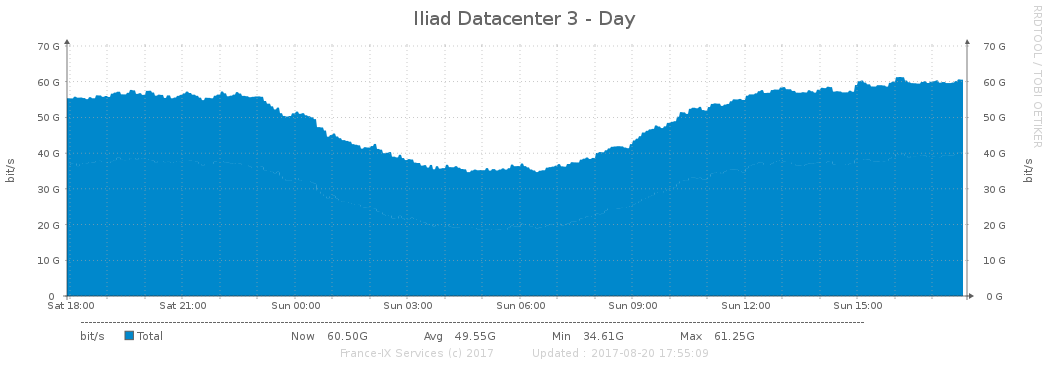 Iliad Datacenter 3 - Day
RRDTOOL / TOBI OETIKER
70 G 70 G
60 G 60 G
50 G 50 G
40 G 40 G
30 G 30 G
20 G 20 G
10 G 10 G
0 0 G
bit/s bit/s
Sat 18:00 Sat 21:00 Sun 00:00 Sun 03:00 Sun 06:00 Sun 09:00 Sun 12:00 Sun 15:00
bit/s Total Now 60.50G Avg 49.55G Min 34.61G Max 61.25G
France-IX Services (c) 2017 Updated : 2017-08-20 17:55:09